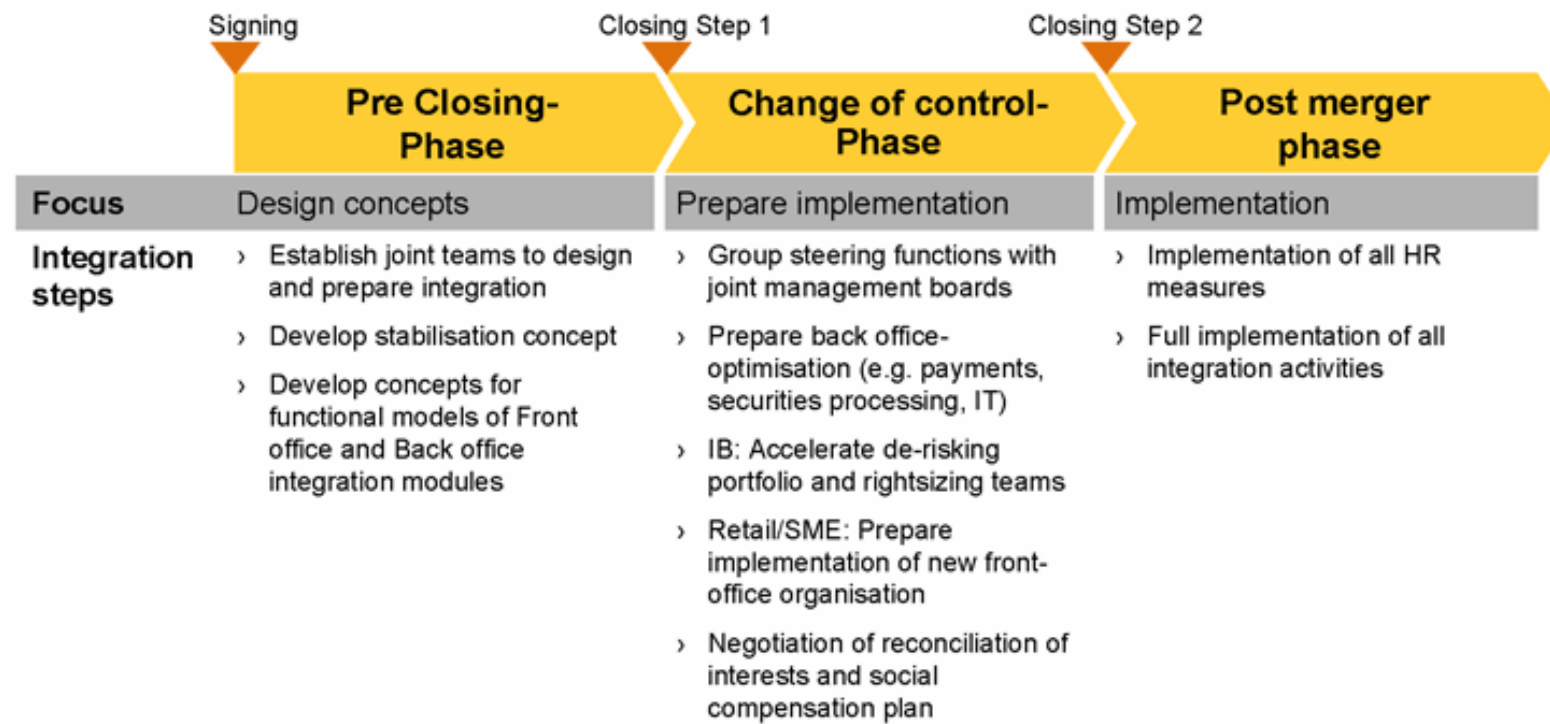 Signing
Closing Step 1
Closing Step 2
Pre Closing-
Phase
Change of control-
Phase
Post merger
phase
Focus
Design concepts
Prepare implementation
Implementation
Integration
steps
› Establish joint teams to design
and prepare integration
› Develop stabilisation concept
› Develop concepts for
functional models of Front
office and Back office
integration modules
› Group steering functions with
joint management boards
› Prepare back office-
optimisation (e.g. payments,
securities processing, IT)
› IB: Accelerate de-risking
portfolio and rightsizing teams
› Retail/SME: Prepare
implementation of new front-
office organisation
› Negotiation of reconciliation of
interests and social
compensation plan
› Implementation of all HR
measures
› Full implementation of all
integration activities